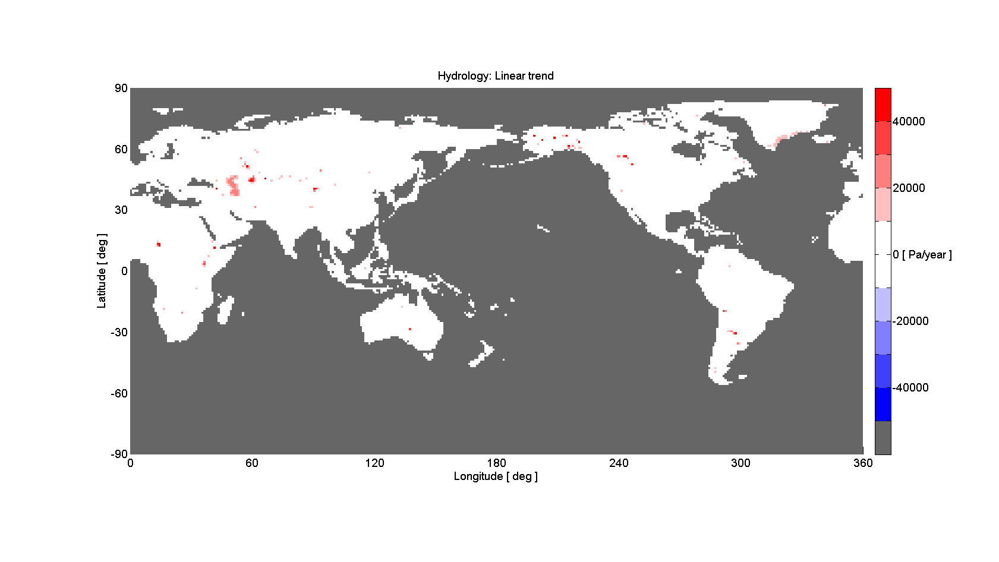 Hydrology: Linear trend
90
60
30
0
-30
-60
-90
Latitude [ deg ]
0 60 120 180 240 300 360
Longitude [ deg ]
40000
20000
0 [ Pa/year ]
-20000
-40000